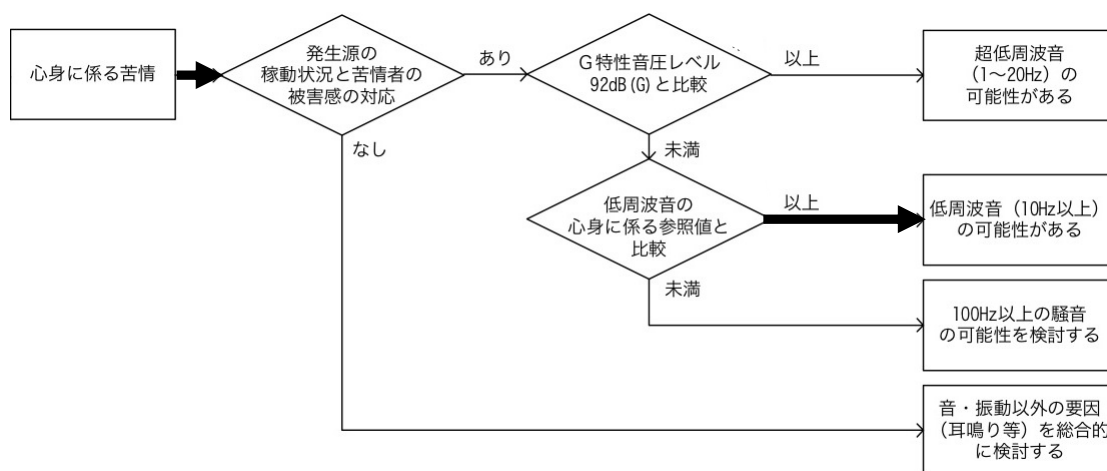 心身に係る苦情
発生源の
稼動状況と苦情者の
被害感の対応
あり
なし
G特性音圧レベル
92dB(G)と比較
以上
未満
超低周波音
(1〜20Hz)の
可能性がある
低周波音の
心身に係る参照値と
比較
以上
未満
低周波音(10Hz以上)
の可能性がある
100Hz以上の騒音
の可能性を検討する
音・振動以外の要因
(耳鳴り等)を総合的
に検討する